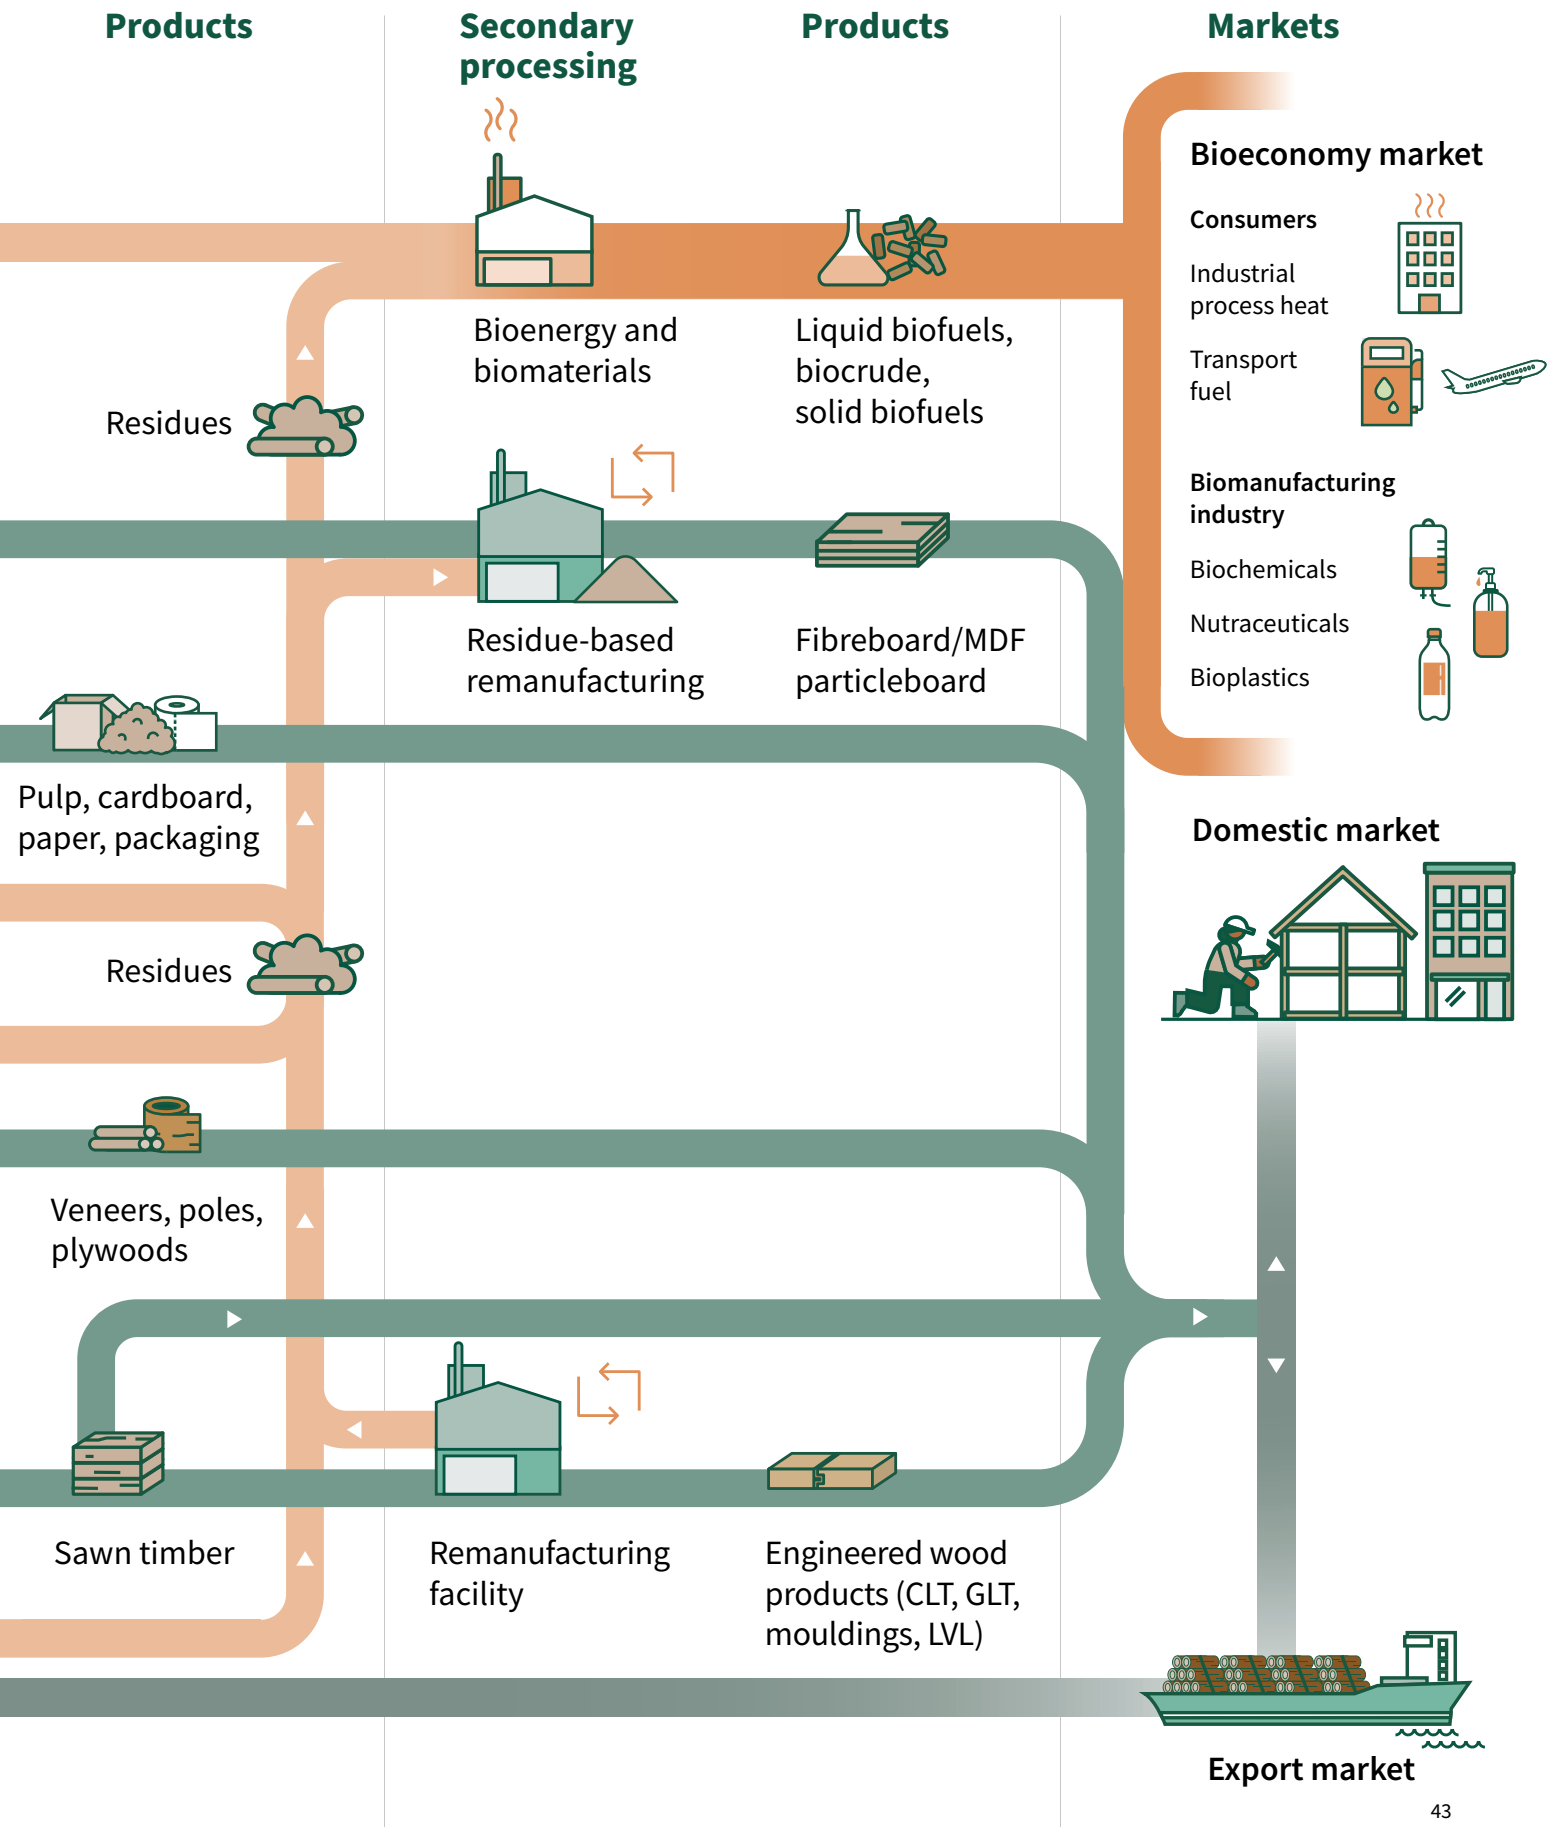 Products
Secondary
processing
Products
Markets
Bioeconomy market
Consumers
Industrial
process heat
Transport
fuel
Biomanufacturing
industry
Biochemicals
Nutraceuticals
Bioplastics
Bioenergy and
biomaterials
Liquid biofuels,
biocrude,
solid biofuels
Residues
Residue-based
remanufacturing
Fibreboard/MDF
particleboard
Pulp, cardboard,
paper, packaging
Domestic market
Residues
Veneers, poles,
plywoods
Sawn timber
Remanufacturing
facility
Engineered wood
products (CLT, GLT,
mouldings, LVL)
Export market
43